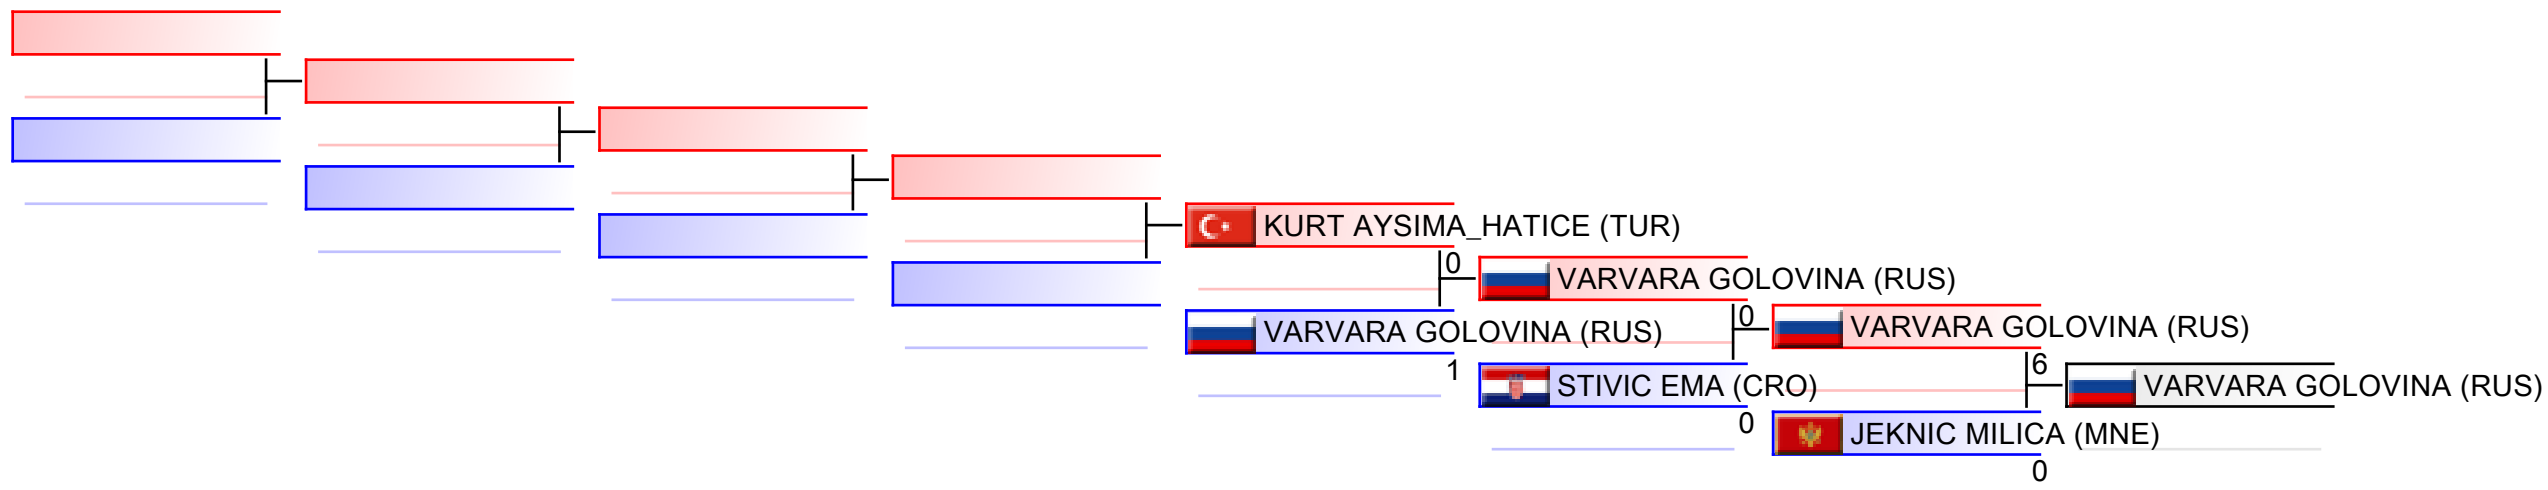 KURT AYSIMA_HATICE (TUR)
0
VARVARA GOLOVINA (RUS)
VARVARA GOLOVINA (RUS)
1
0
STIVIC EMA (CRO)
0
VARVARA GOLOVINA (RUS)
6
JEKNIC MILICA (MNE)
0
VARVARA GOLOVINA (RUS)